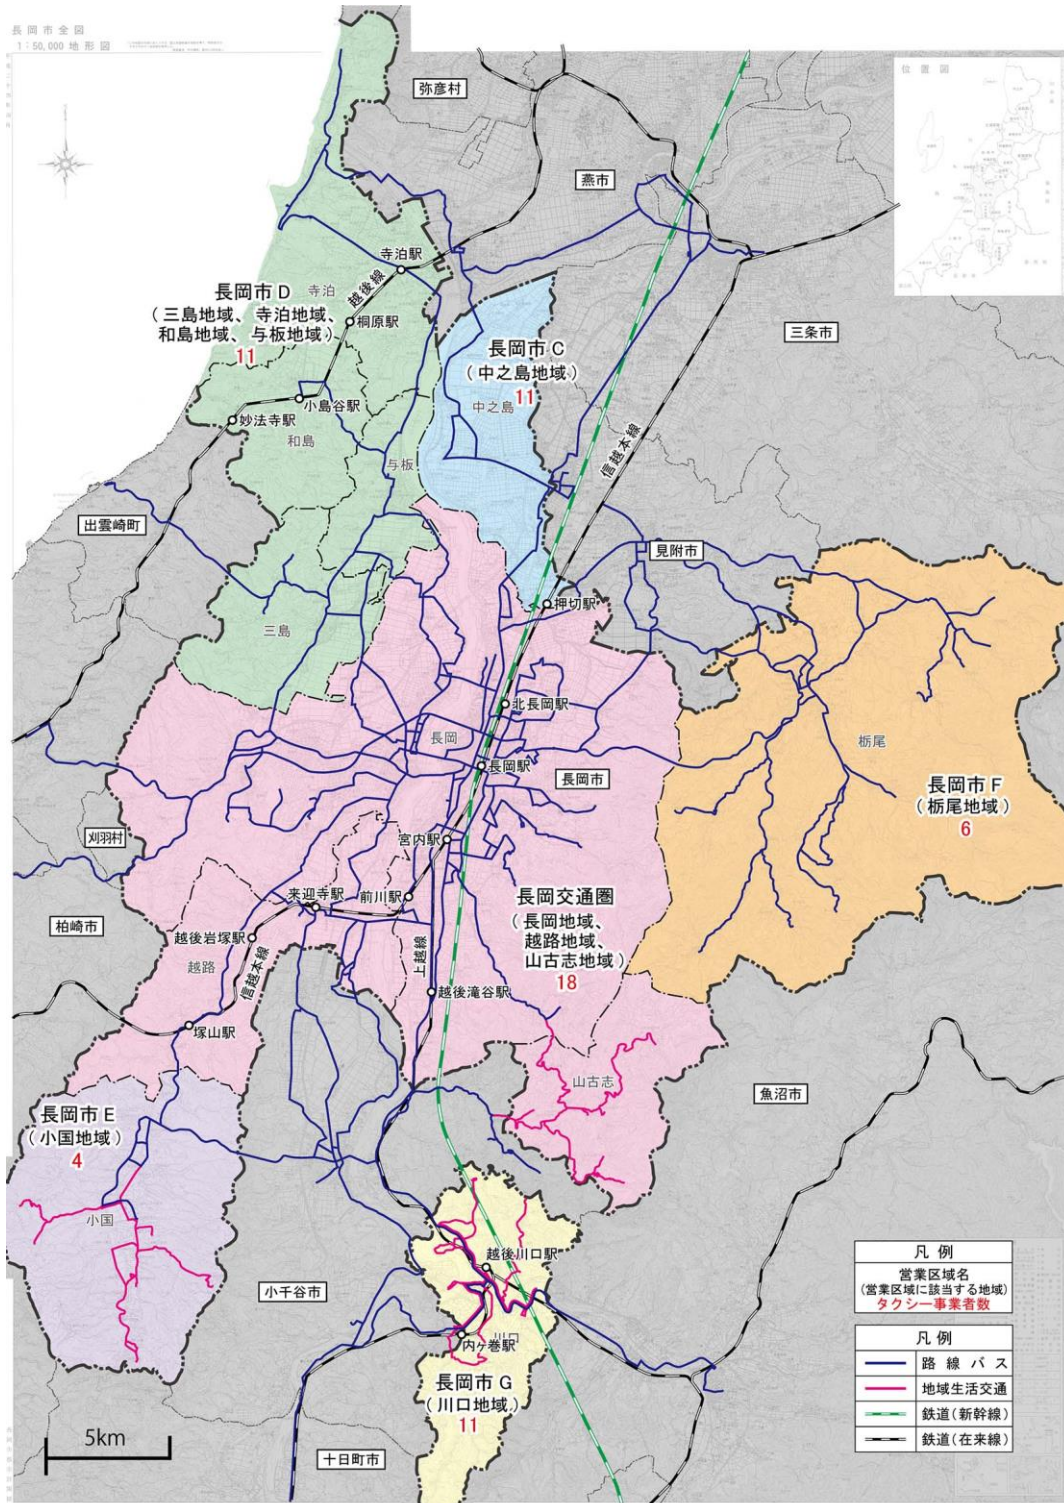 長岡市全図
1:50,000 地形図
位置図
弥彦村
燕市
寺泊駅
越後線
長岡市D
寺泊
(三島地域、寺泊地域、
和島地域、与板地域)
11
桐原駅
三条市
長岡市C
(中之島地域)
11
中之島
小島谷駅
妙法寺駅
和島
与板
信越本線
出雲崎町
見附市
押切駅
三島
北長岡駅
長岡
栃尾
長岡駅
長岡市
長岡市F
(栃尾地域)
6
刈羽村
宮内駅
来迎寺駅
前川駅
長岡交通圏
(長岡地域、
越路地域、
山古志地域)
18
柏崎市
越後岩塚駅
越路
信越本線
上越線
越後滝谷駅
塚山駅
山古志
魚沼市
長岡市E
(小国地域)
4
小国
越後川口駅
小千谷市
川口
内ヶ巻駅
長岡市G
(川口地域)
11
十日町市
5km
凡例
営業区域名
(営業区域に該当する地域)
タクシー事業者数
凡例
路線バス
地域生活交通
鉄道(新幹線)
鉄道(在来線)